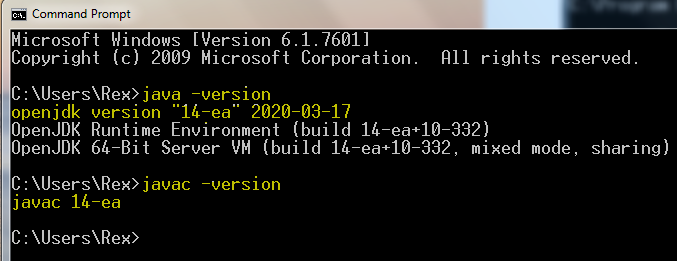 C:\Program
Command Prompt
Microsoft Windows [Version 6.1.7601]
Copyright (c) 2009 Microsoft Corporation.  All rights reserved.
C:\Users\Rex>java -version
openjdk version "14-ea" 2020-03-17
OpenJDK Runtime Environment (build 14-ea+10-332)
OpenJDK 64-Bit Server VM (build 14-ea+10-332, mixed mode, sharing)
C:\Users\Rex>javac -version
javac 14-ea
C:\Users\Rex>